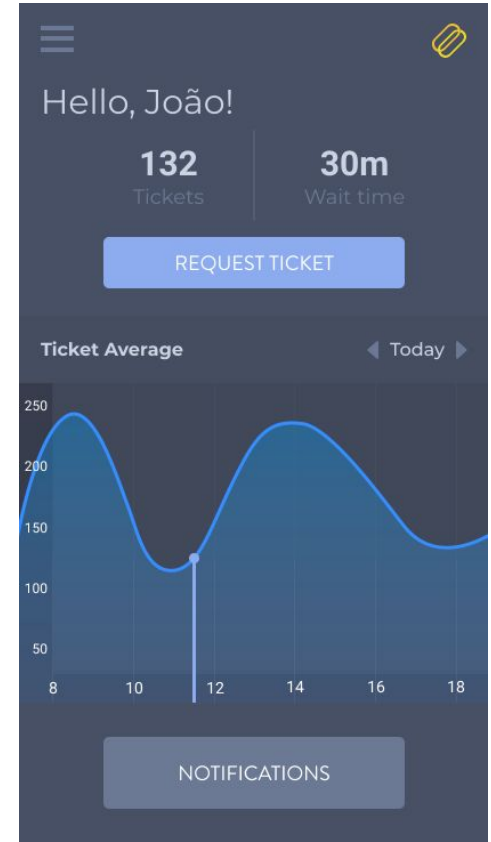 Hello, João!
132 30m
Tickets Wait time
REQUEST TICKET
Ticket Average Today
250
200
150
100
50
8 10 12 14 16 18
NOTIFICATIONS